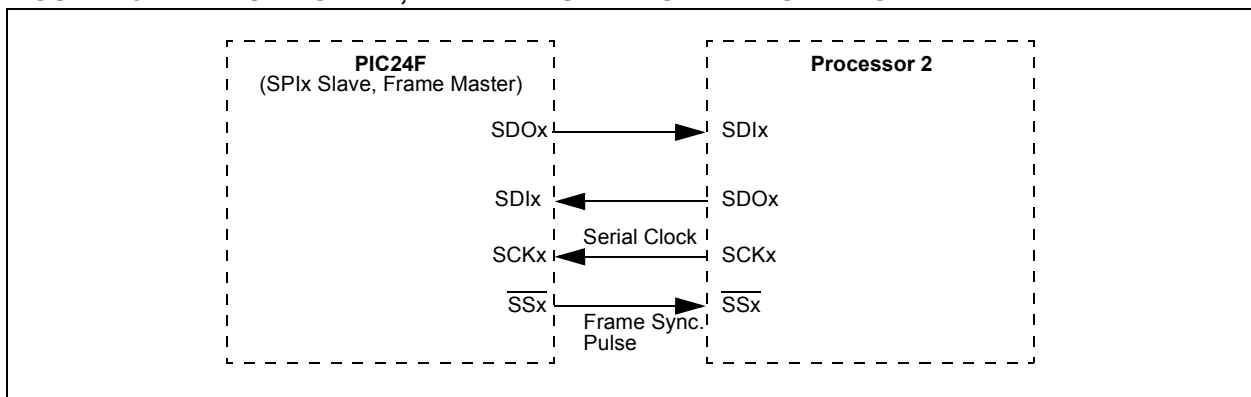 PIC24F
(SPIx Slave, Frame Master)
Processor 2
SDOx
SDIx
SDIx
SDOx
Serial Clock
SCKx
SCKx
SSx
SSx
Frame Sync.
Pulse